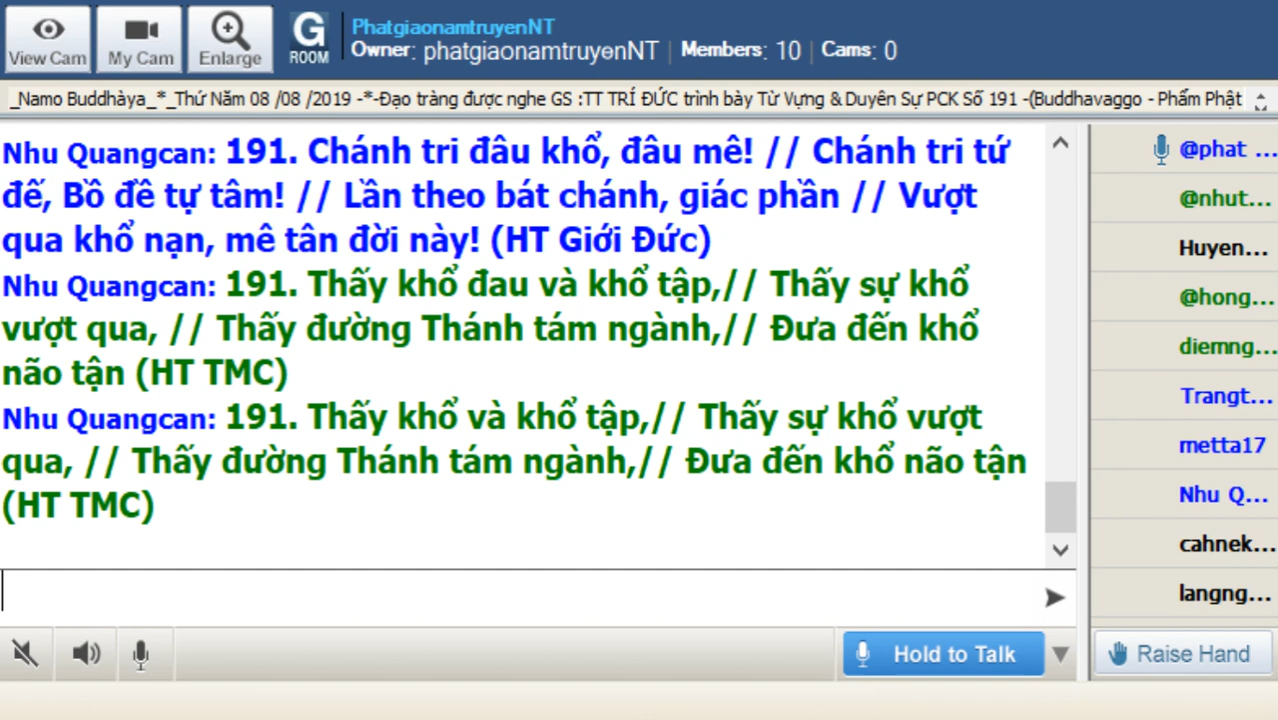 View Cam
My Cam
Enlarge
G
ROOM
PhatgiaonamtruyenNT
Owner: phatgiaonamtruyenNT | Members: 10 | Cams: 0
_Namo Buddhàya_*_Thứ Năm 08 /08 /2019 -*-Đạo tràng được nghe GS :TT TRÍ ĐỨC trình bày Từ Vựng & Duyên Sự PCK Số 191 -(Buddhavaggo - Phẩm Phật
Nhu Quangcan: 191. Chánh tri đâu khổ, đâu mê! // Chánh tri tứ
đế, Bồ đề tự tâm! // Lần theo bát chánh, giác phần // Vượt
qua khổ nạn, mê tân đời này! (HT Giới Đức)
Nhu Quangcan: 191. Thấy khổ đau và khổ tập,// Thấy sự khổ
vượt qua, // Thấy đường Thánh tám ngành,// Đưa đến khổ
não tận (HT TMC)
Nhu Quangcan: 191. Thấy khổ và khổ tập,// Thấy sự khổ vượt
qua, // Thấy đường Thánh tám ngành,// Đưa đến khổ não tận
(HT TMC)
@phat ...
@nhut...
Huyen...
@hong...
diemng...
Trangt...
metta17
Nhu Q...
cahnek...
langng...
Hold to Talk
Raise Hand